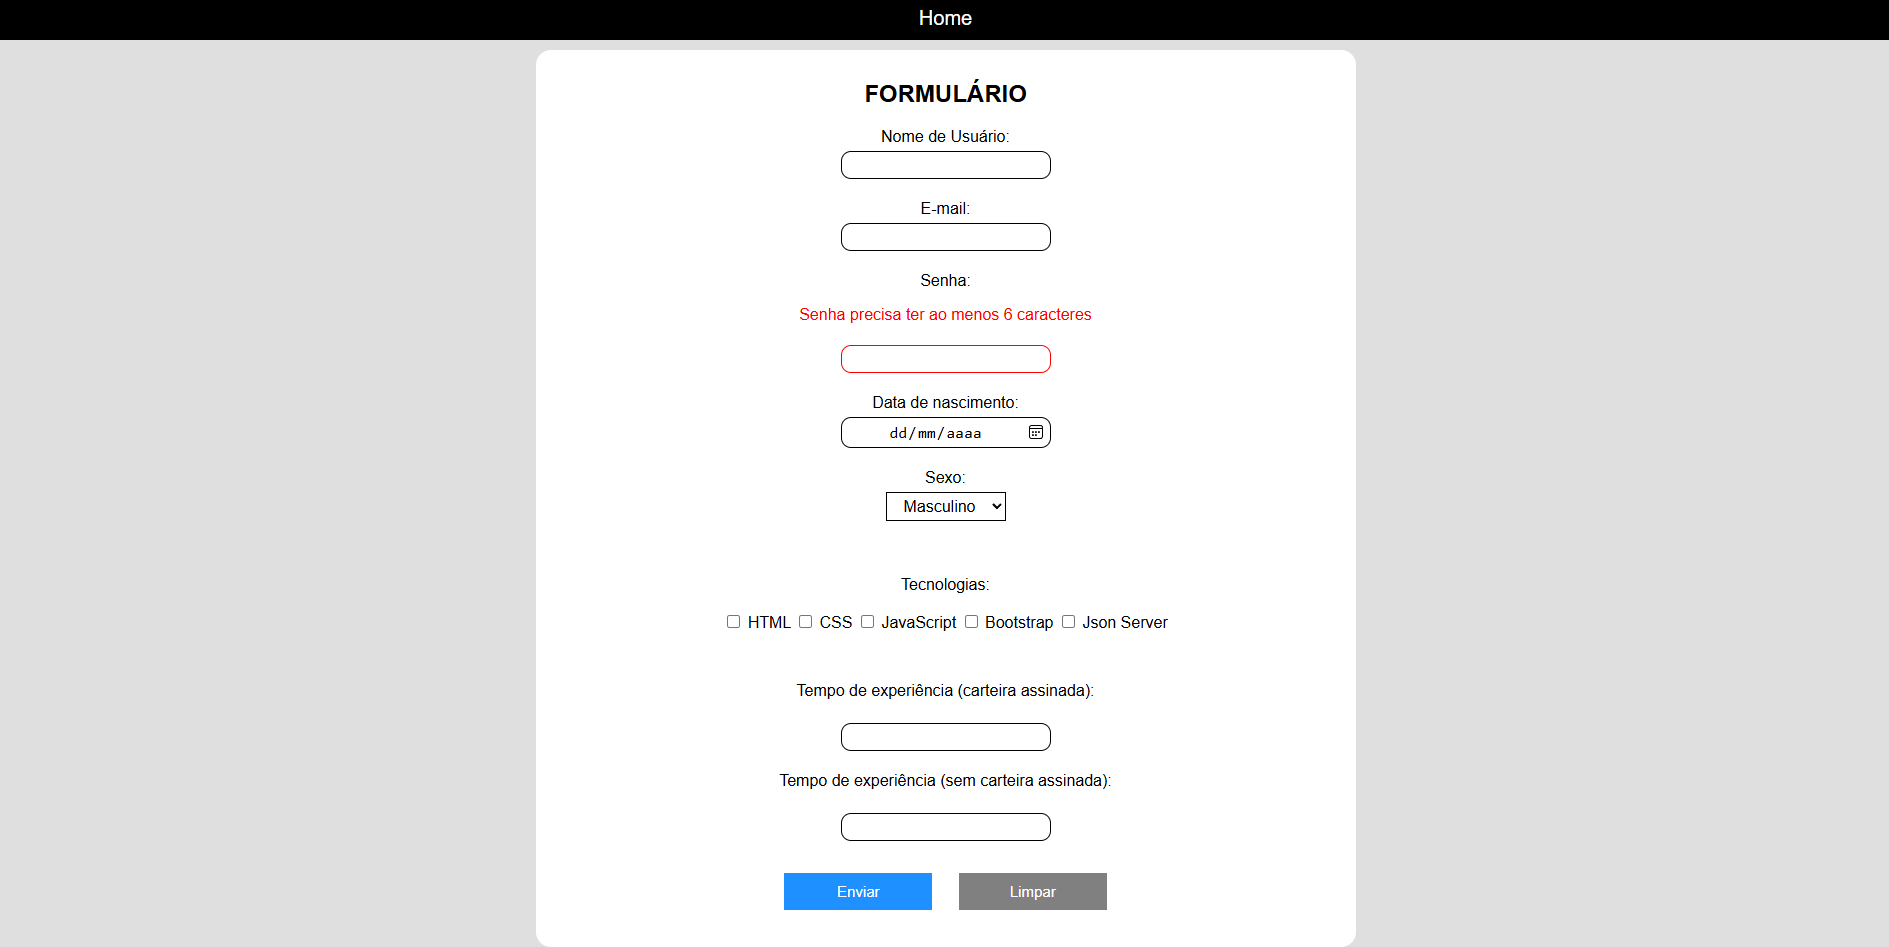 Home
FORMULÁRIO
Nome de Usuário:
E-mail:
Senha:
Senha precisa ter ao menos 6 caracteres
Data de nascimento:
dd/mm/aaaa
Sexo:
Masculino
Tecnologias:
HTML CSS JavaScript Bootstrap Json Server
Tempo de experiência (carteira assinada):
Tempo de experiência (sem carteira assinada):
Enviar Limpar